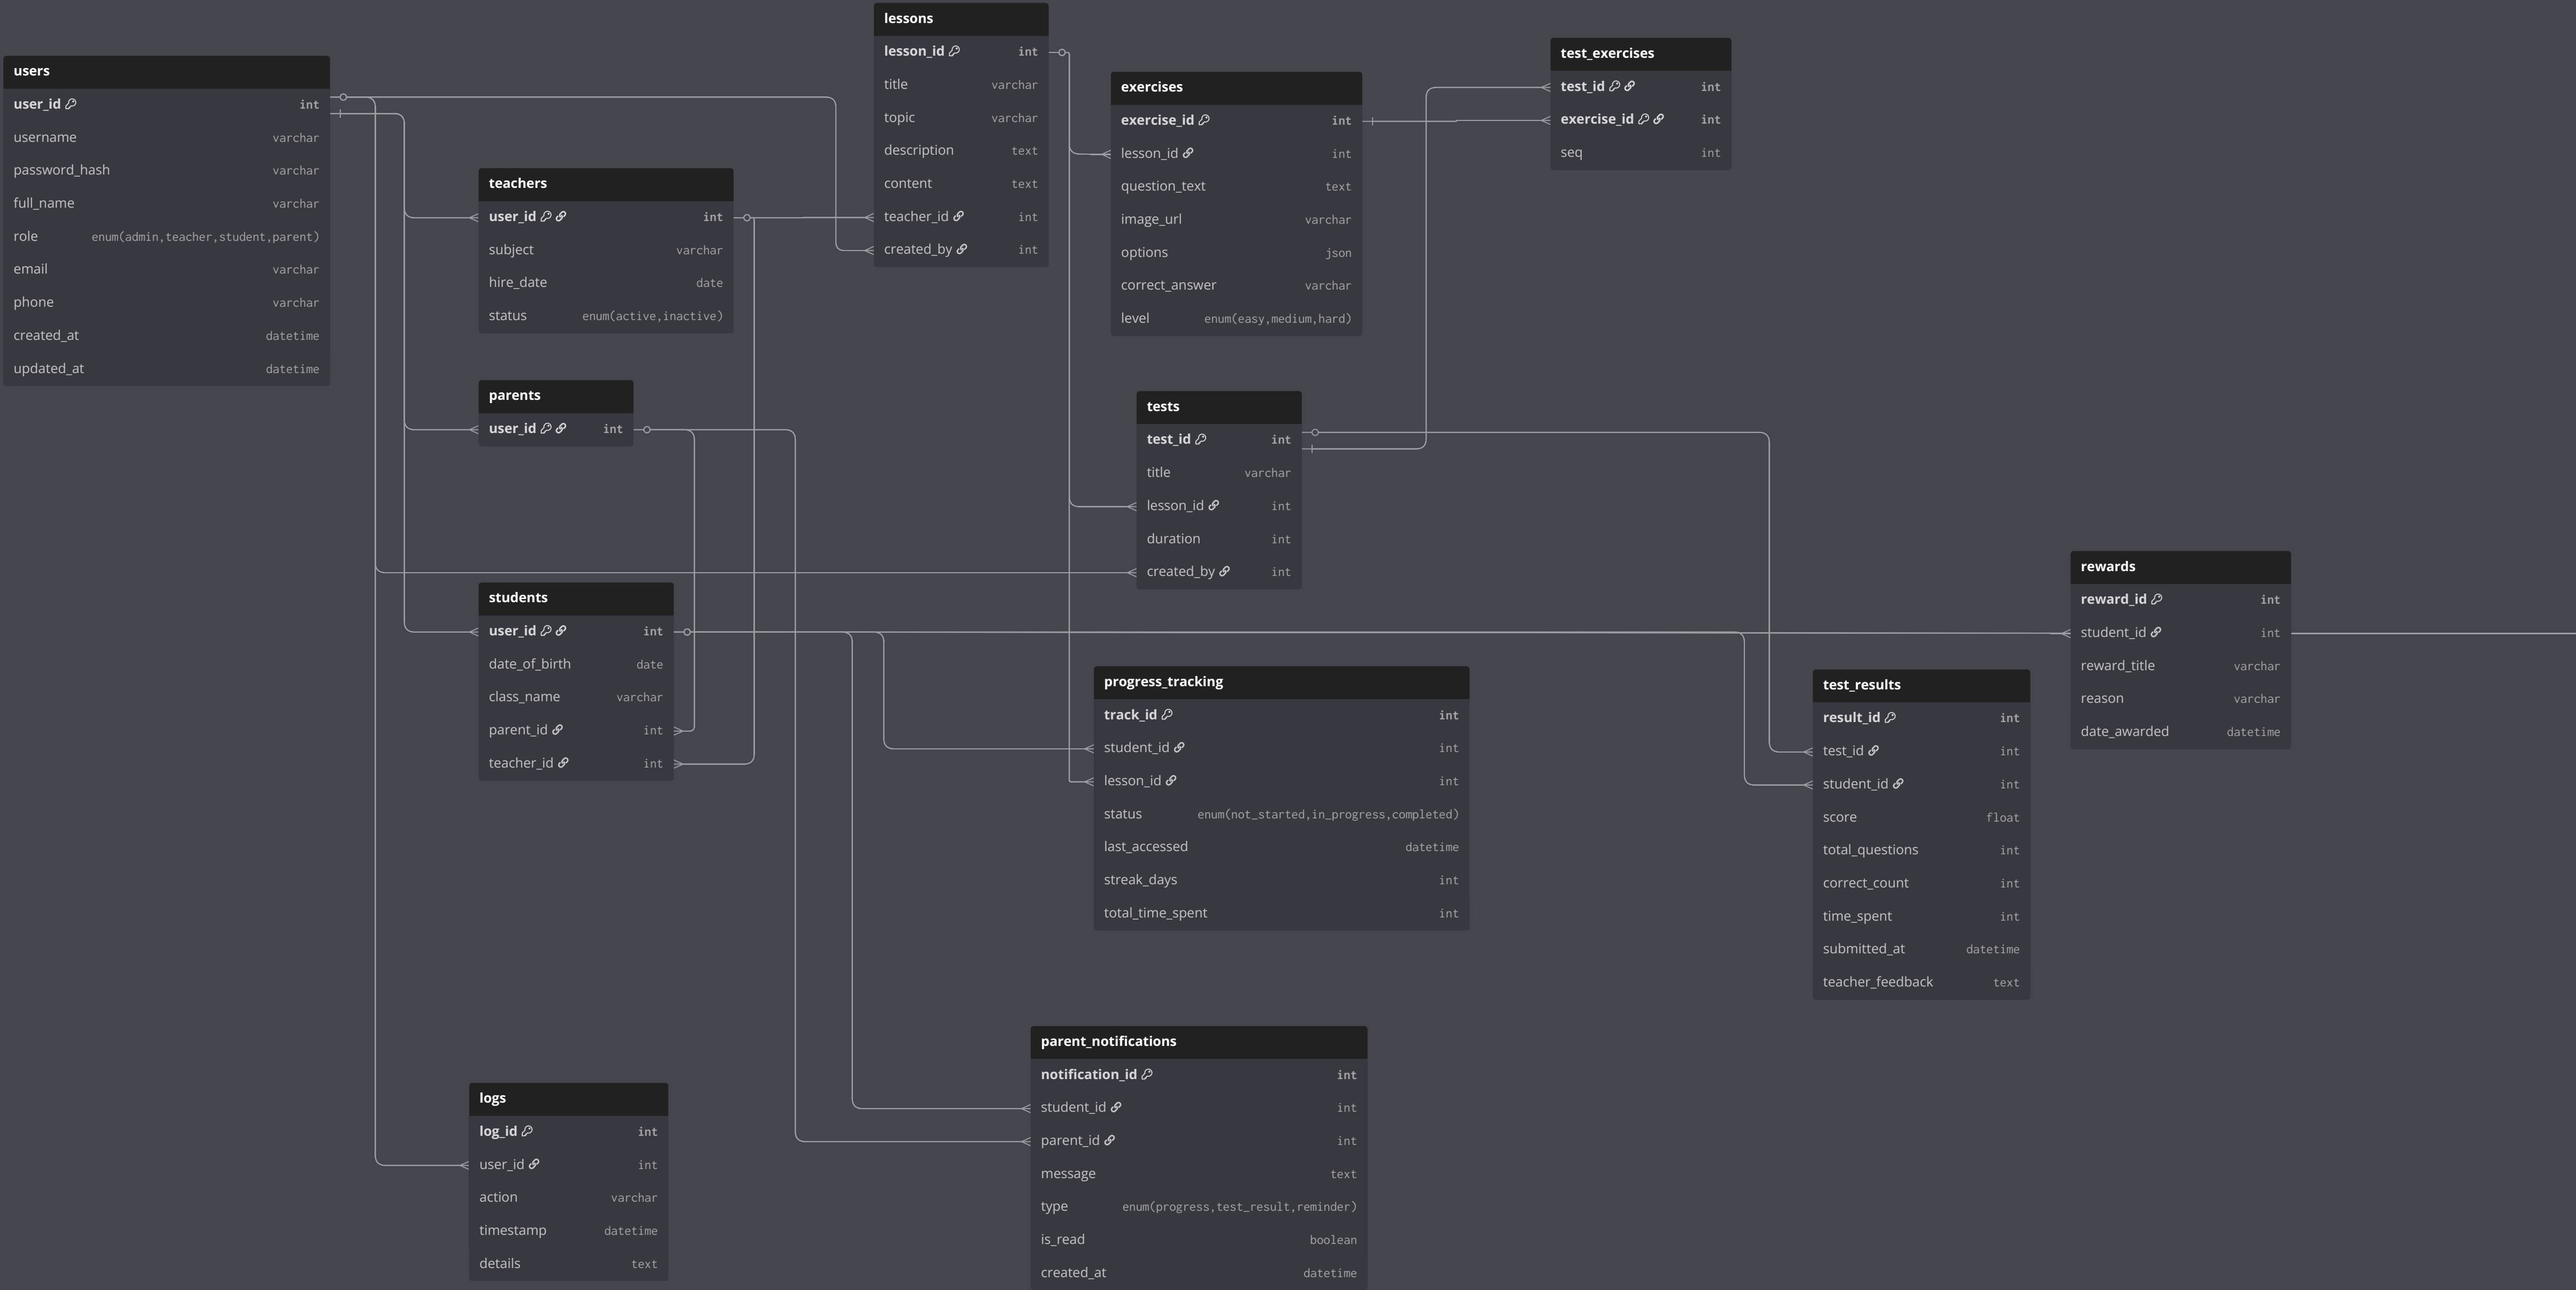 users
user_id int
username varchar
password_hash varchar
full_name varchar
role enum(admin,teacher,student,parent)
email varchar
phone varchar
created_at datetime
updated_at datetime
teachers
user_id int
subject varchar
hire_date date
status enum(active,inactive)
parents
user_id int
students
user_id int
date_of_birth date
class_name varchar
parent_id int
teacher_id int
logs
log_id int
user_id int
action varchar
timestamp datetime
details text
lessons
lesson_id int
title varchar
topic varchar
description text
content text
teacher_id int
created_by int
exercises
exercise_id int
lesson_id int
question_text text
image_url varchar
options json
correct_answer varchar
level enum(easy,medium,hard)
tests
test_id int
title varchar
lesson_id int
duration int
created_by int
progress_tracking
track_id int
student_id int
lesson_id int
status enum(not_started,in_progress,completed)
last_accessed datetime
streak_days int
total_time_spent int
parent_notifications
notification_id int
student_id int
parent_id int
message text
type enum(progress,test_result,reminder)
is_read boolean
created_at datetime
test_exercises
test_id int
exercise_id int
seq int
test_results
result_id int
test_id int
student_id int
score float
total_questions int
correct_count int
time_spent int
submitted_at datetime
teacher_feedback text
rewards
reward_id int
student_id int
reward_title varchar
reason varchar
date_awarded datetime